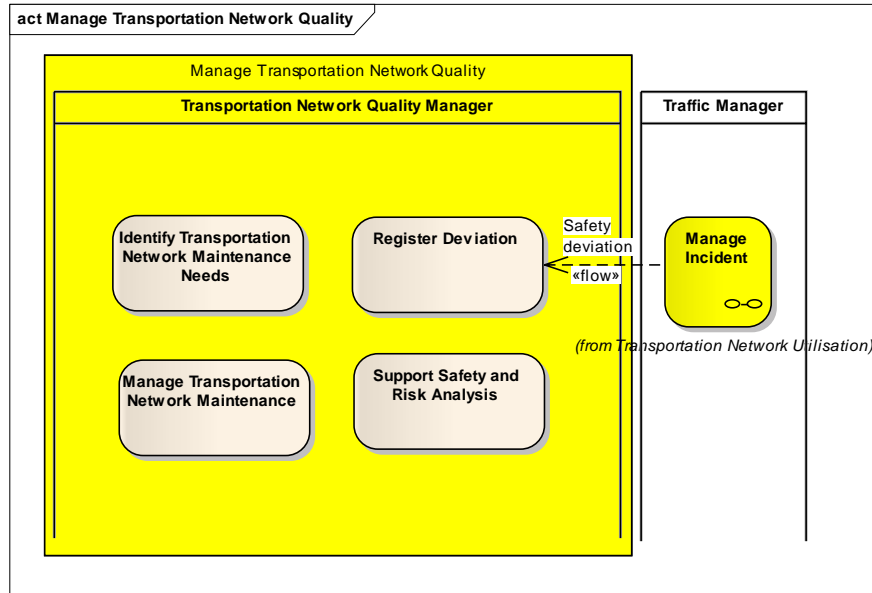 act Manage Transportation Network Quality
Manage Transportation Network Quality
Transportation Network Quality Manager
Traffic Manager
Identify Transportation
Network Maintenance
Needs
Register Deviation
Safety
deviation
«flow»
Manage
Incident
(from Transportation Network Utilisation)
Manage Transportation
Network Maintenance
Support Safety and
Risk Analysis